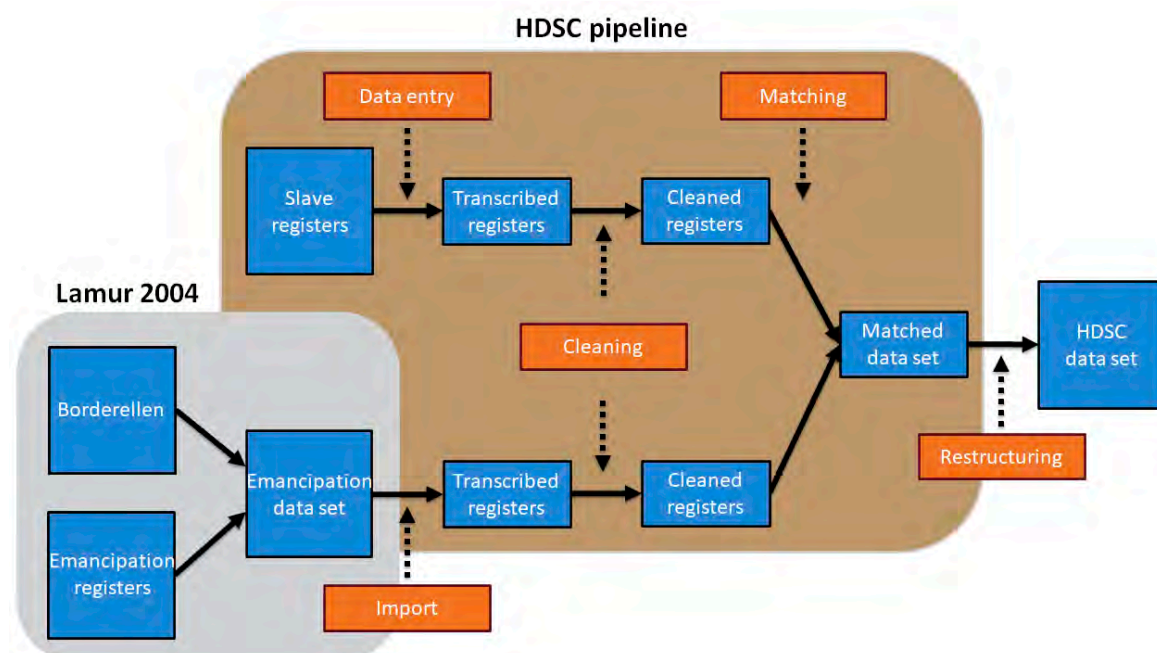 HDSC pipeline
Data entry
Matching
Slave
registers
Transcribed
registers
Cleaned
registers
Lamur 2004
Cleaning
Matched
data set
HDSC
data set
Borderellen
Emancipation
data set
Transcribed
registers
Cleaned
registers
Restructuring
Emancipation
registers
Import